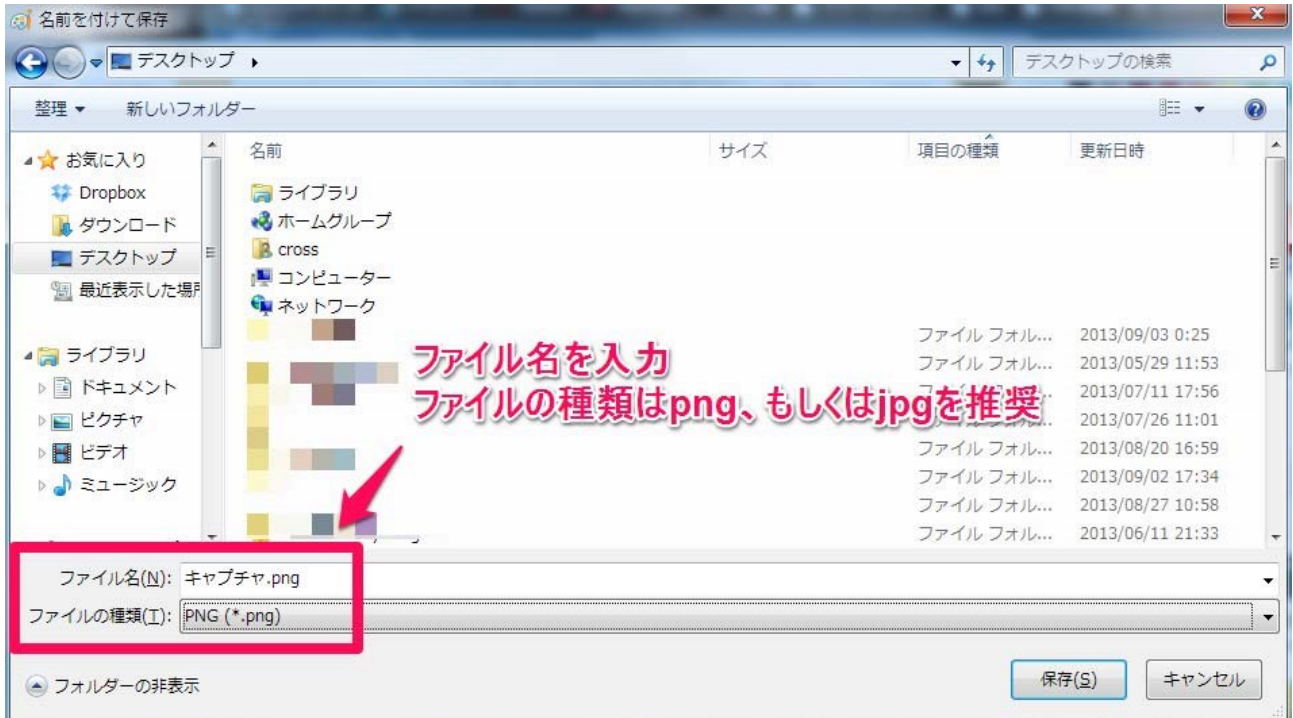 名前を付けて保存
デスクトップ
デスクトップの検索
整理
新しいフォルダー
お気に入り
Dropbox
ダウンロード
デスクトップ
最近表示した場所
ライブラリ
ドキュメント
ピクチャ
ビデオ
ミュージック
名前 サイズ 項目の種類 更新日時
ライブラリ
ホームグループ
cross
コンピューター
ネットワーク
ファイル フォル... 2013/09/03 0:25
ファイル フォル... 2013/05/29 11:53
2013/07/11 17:56
2013/07/26 11:01
ファイル フォル... 2013/08/20 16:59
ファイル フォル... 2013/09/02 17:34
ファイル フォル... 2013/08/27 10:58
ファイル フォル... 2013/06/11 21:33
ファイル名を入力
ファイルの種類はpng、もしくはjpgを推奨
ファイル名(N): キャプチャ.png
ファイルの種類(T): PNG (*.png)
フォルダーの非表示
保存(S)
キャンセル